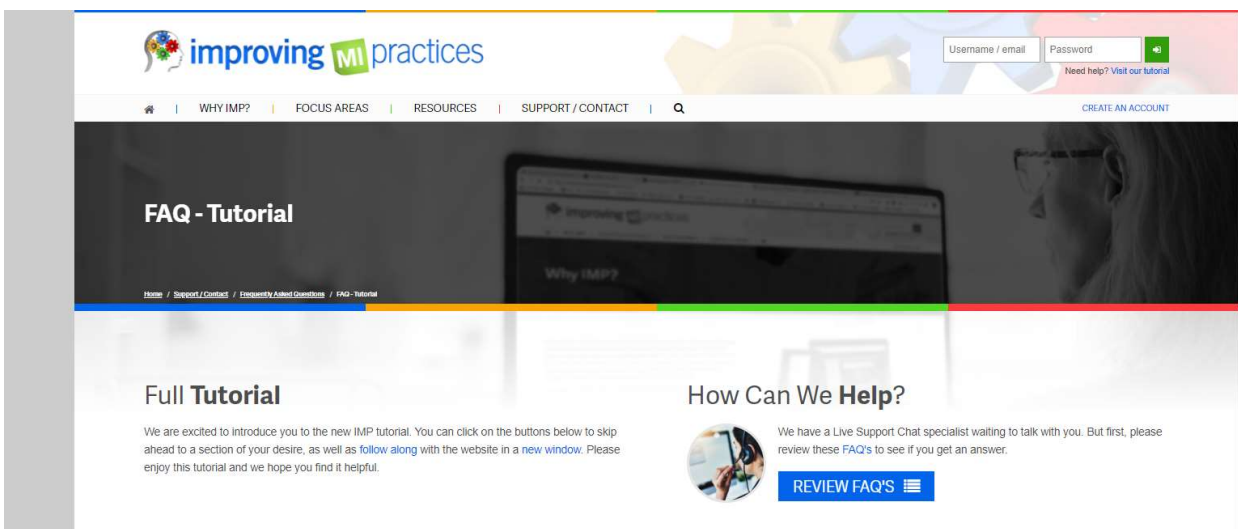 improving MI practices
Username / email
Password
Need help? Visit our tutorial
| WHY IMP? | FOCUS AREAS | RESOURCES | SUPPORT / CONTACT |
CREATE AN ACCOUNT
improving MI practices
FAQ - Tutorial
Why IMP?
Home / Support / Contact / Frequently Asked Questions / FAQ - Tutorial
Full Tutorial
We are excited to introduce you to the new IMP tutorial. You can click on the buttons below to skip
ahead to a section of your desire, as well as follow along with the website in a new window. Please
enjoy this tutorial and we hope you find it helpful.
How Can We Help?
We have a Live Support Chat specialist waiting to talk with you. But first, please
review these FAQ's to see if you get an answer.
REVIEW FAQ'S